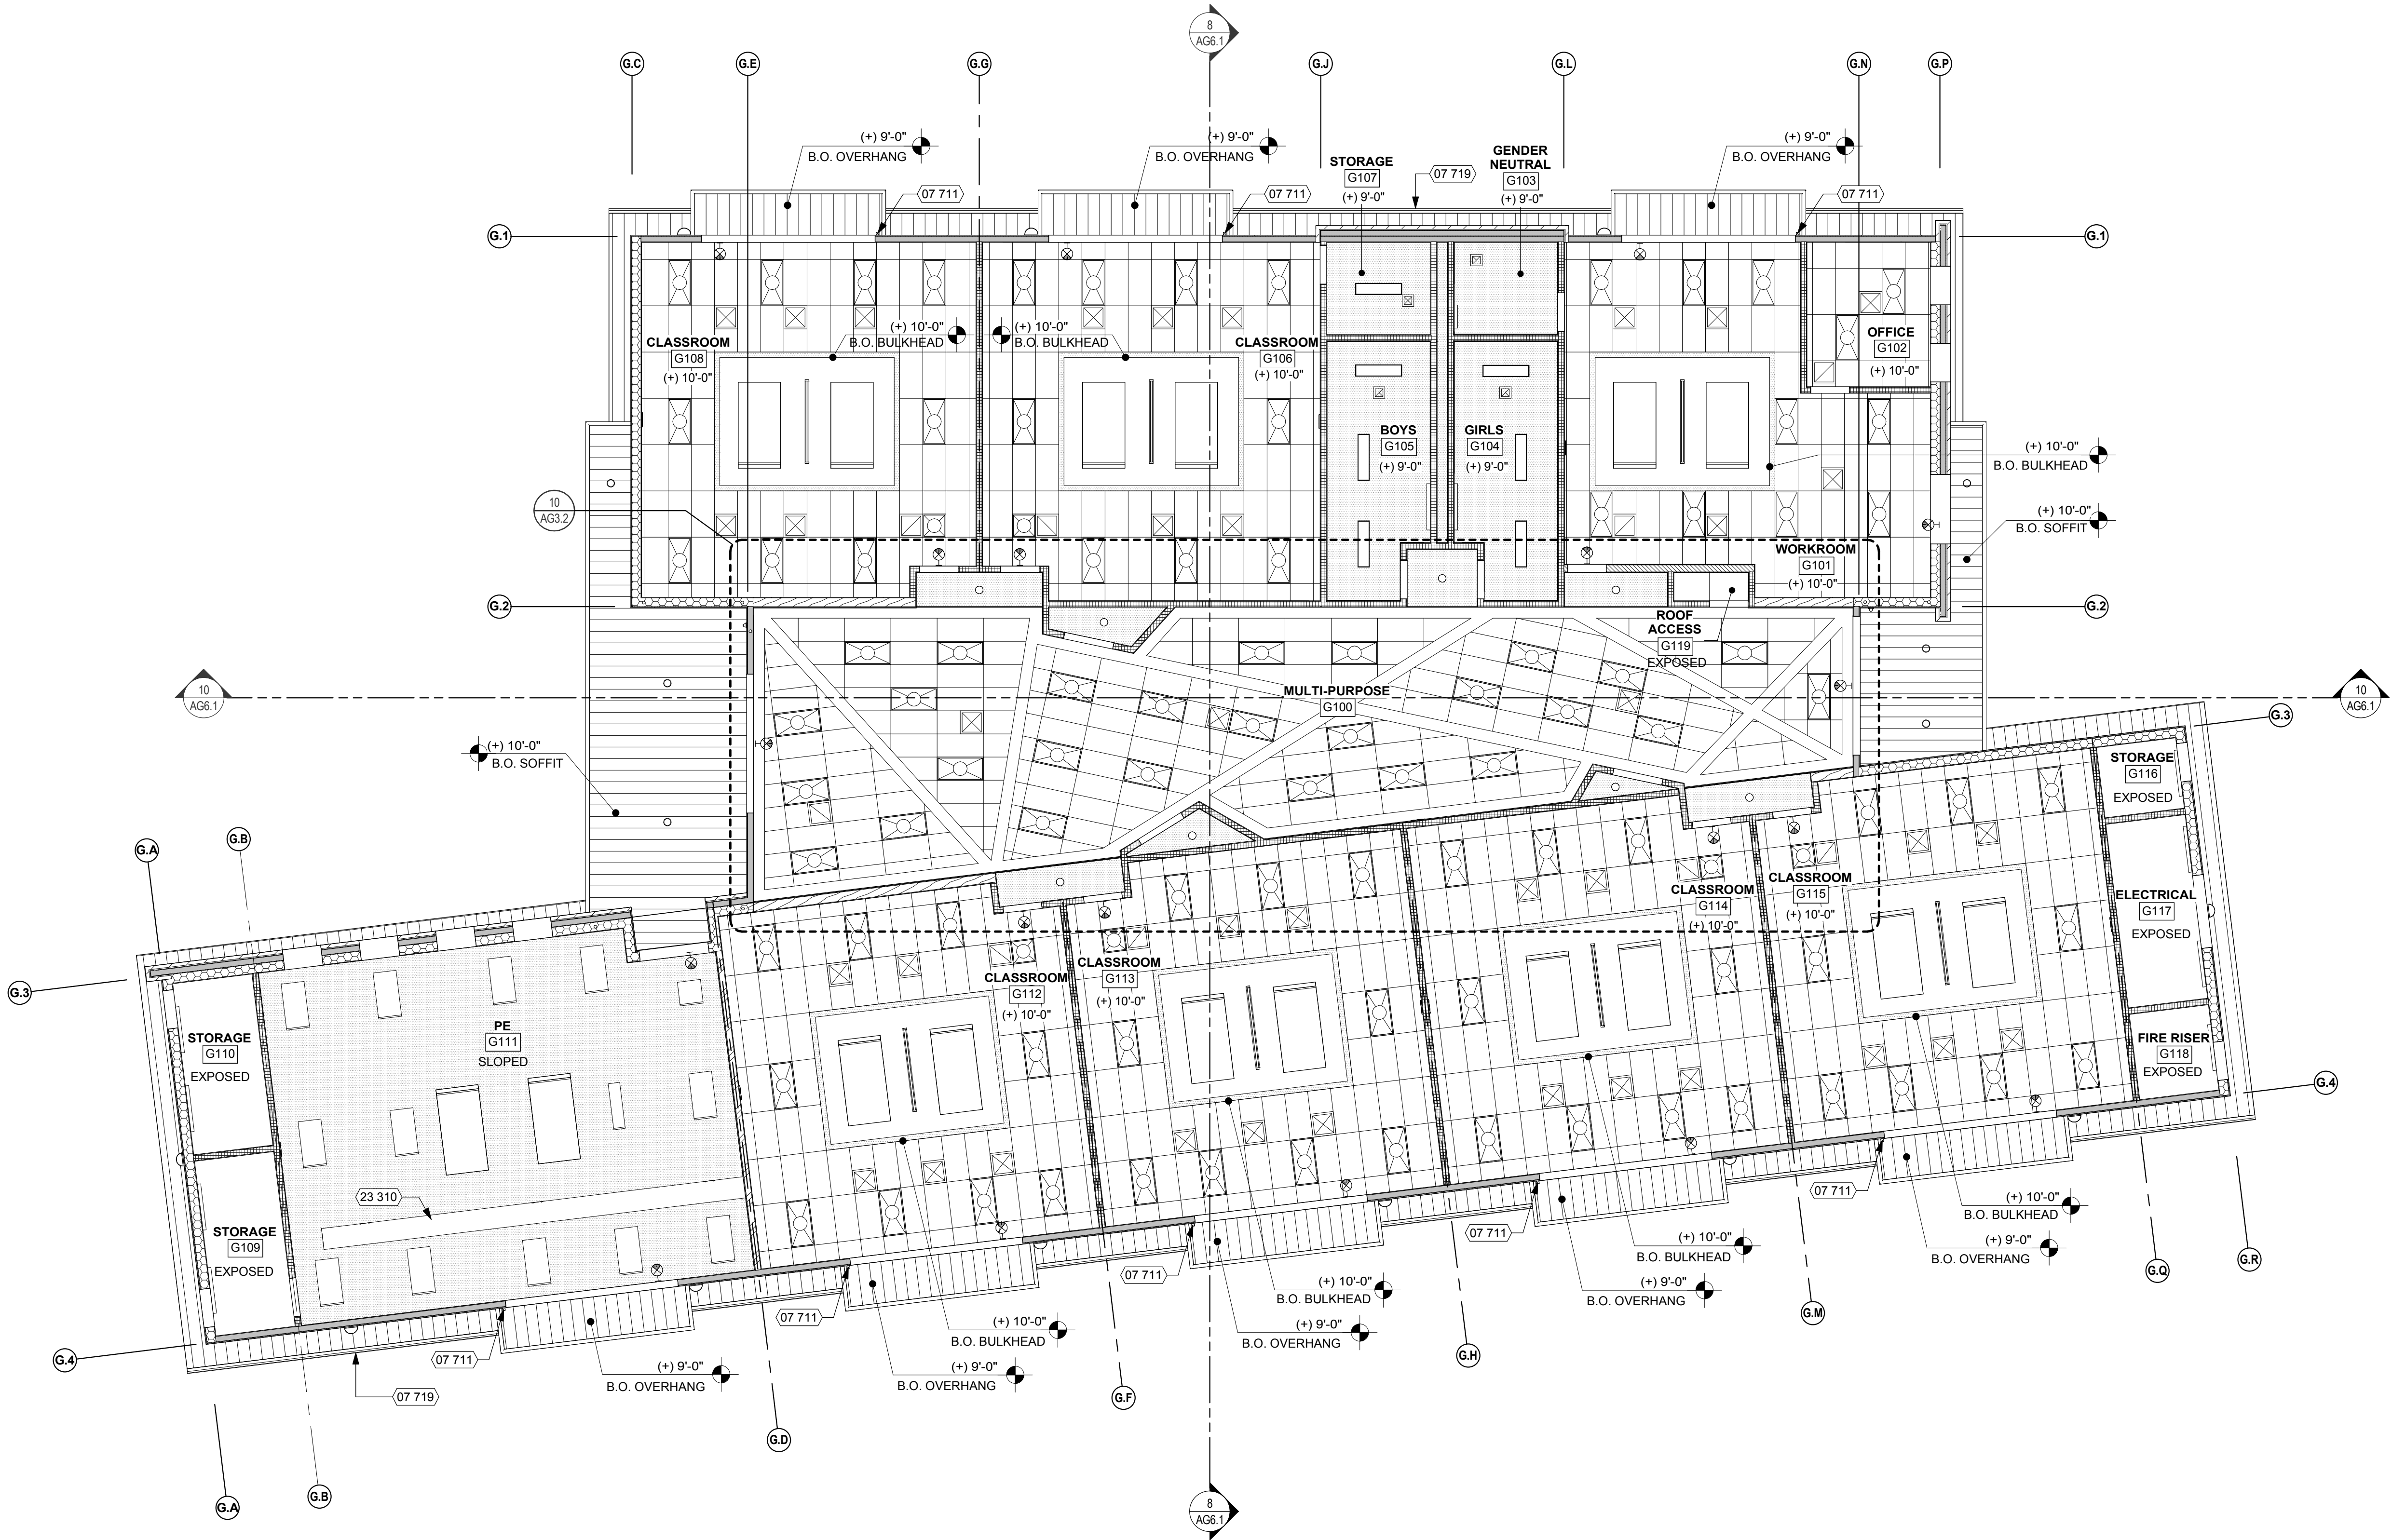 8
AG6.1
G.C
G.E
G.G
G.J
G.L
G.N
G.P
(+) 9'-0"
B.O. OVERHANG
(+) 9'-0"
B.O. OVERHANG
(+) 9'-0"
B.O. OVERHANG
STORAGE
G107
(+) 9'-0"
07 719
GENDER
NEUTRAL
G103
(+) 9'-0"
07 711
07 711
07 711
G.1
G.1
CLASSROOM
G108
(+) 10'-0"
(+) 10'-0"
B.O. BULKHEAD
(+) 10'-0"
B.O. BULKHEAD
CLASSROOM
G106
(+) 10'-0"
OFFICE
G102
(+) 10'-0"
BOYS
G105
(+) 9'-0"
GIRLS
G104
(+) 9'-0"
(+) 10'-0"
B.O. BULKHEAD
(+) 10'-0"
B.O. SOFFIT
10
AG3.2
WORKROOM
G101
(+) 10'-0"
G.2
G.2
ROOF
ACCESS
G119
EXPOSED
MULTI-PURPOSE
G100
10
AG6.1
10
AG6.1
G.3
(+) 10'-0"
B.O. SOFFIT
STORAGE
G116
EXPOSED
G.A
G.B
CLASSROOM
G114
(+) 10'-0"
CLASSROOM
G115
(+) 10'-0"
ELECTRICAL
G117
EXPOSED
CLASSROOM
G112
(+) 10'-0"
CLASSROOM
G113
(+) 10'-0"
G.3
PE
G111
SLOPED
STORAGE
G110
EXPOSED
FIRE RISER
G118
EXPOSED
G.4
23 310
STORAGE
G109
EXPOSED
07 711
(+) 10'-0"
B.O. BULKHEAD
(+) 9'-0"
B.O. OVERHANG
G.Q
G.R
07 711
(+) 10'-0"
B.O. BULKHEAD
(+) 9'-0"
B.O. OVERHANG
G.M
07 711
(+) 10'-0"
B.O. BULKHEAD
(+) 9'-0"
B.O. OVERHANG
G.H
07 711
(+) 10'-0"
B.O. BULKHEAD
(+) 9'-0"
B.O. OVERHANG
G.F
G.4
07 711
(+) 9'-0"
B.O. OVERHANG
07 719
G.D
G.A
G.B
8
AG6.1